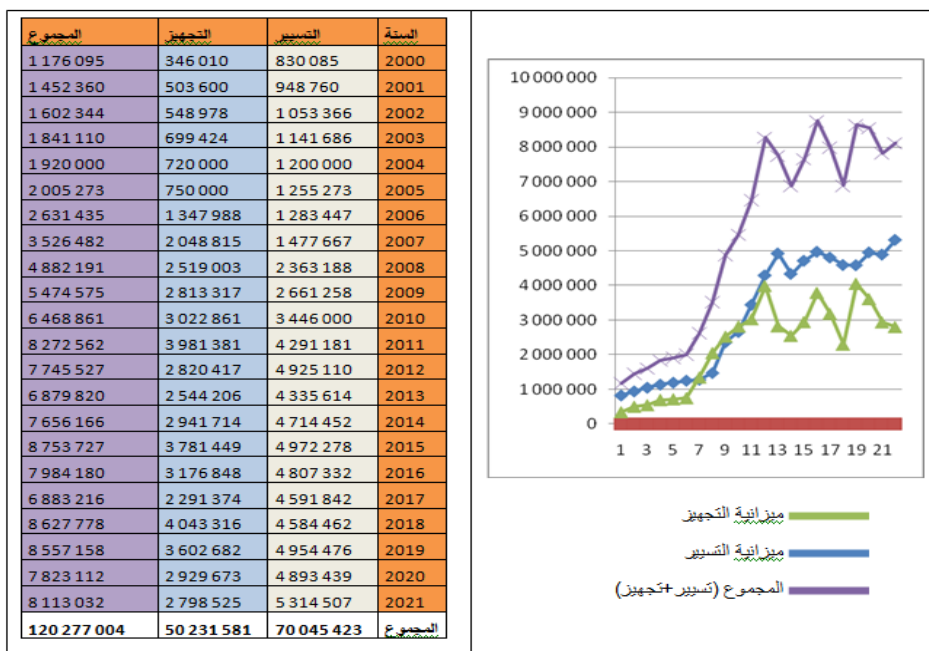 السنة التسيير التجهيز المجموع
2000 830 085 346 010 1 176 095
2001 948 760 503 600 1 452 360
2002 1 053 366 548 978 1 602 344
2003 1 141 686 699 424 1 841 110
2004 1 200 000 720 000 1 920 000
2005 1 255 273 750 000 2 005 273
2006 1 283 447 1 347 988 2 631 435
2007 1 477 667 2 048 815 3 526 482
2008 2 363 188 2 519 003 4 882 191
2009 2 661 258 2 813 317 5 474 575
2010 3 446 000 3 022 861 6 468 861
2011 4 291 181 3 981 381 8 272 562
2012 4 925 110 2 820 417 7 745 527
2013 4 335 614 2 544 206 6 879 820
2014 4 714 452 2 941 714 7 656 166
2015 4 972 278 3 781 449 8 753 727
2016 4 807 332 3 176 848 7 984 180
2017 4 591 842 2 291 374 6 883 216
2018 4 584 462 4 043 316 8 627 778
2019 4 954 476 3 602 682 8 557 158
2020 4 893 439 2 929 673 7 823 112
2021 5 314 507 2 798 525 8 113 032
المجموع 70 045 423 50 231 581 120 277 004
10 000 000
9 000 000
8 000 000
7 000 000
6 000 000
5 000 000
4 000 000
3 000 000
2 000 000
1 000 000
0
1 3 5 7 9 11 13 15 17 19 21
ميزانية التجهيز
ميزانية التسيير
المجموع (تسيير+تجهيز)